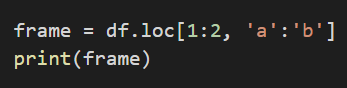 frame = df.loc[1:2, 'a':'b']
print(frame)